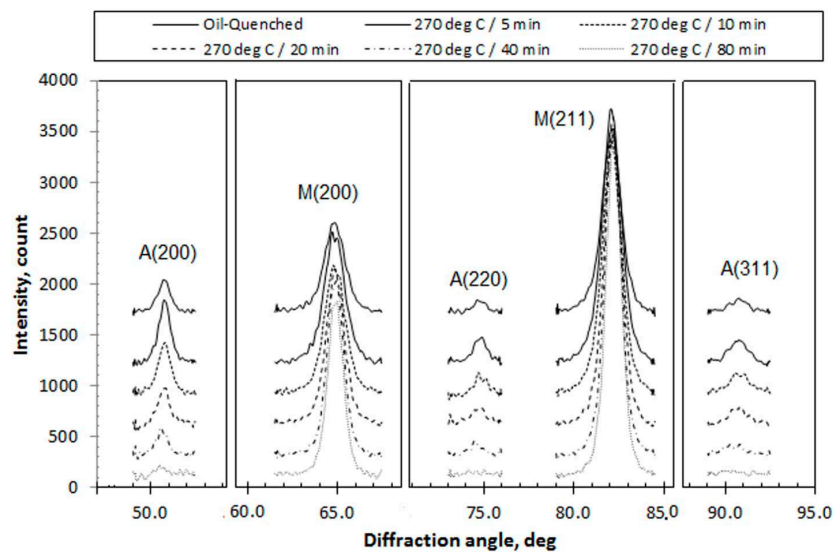 Oil-Quenched 270 deg C / 5 min 270 deg C / 10 min
270 deg C / 20 min 270 deg C / 40 min 270 deg C / 80 min
4000
3500
3000
2500
2000
1500
1000
500
0
Intensity, count
A(200)
M(200)
A(220)
M(211)
A(311)
50.0 60.0 65.0 75.0 80.0 85.0 90.0 95.0
Diffraction angle, deg